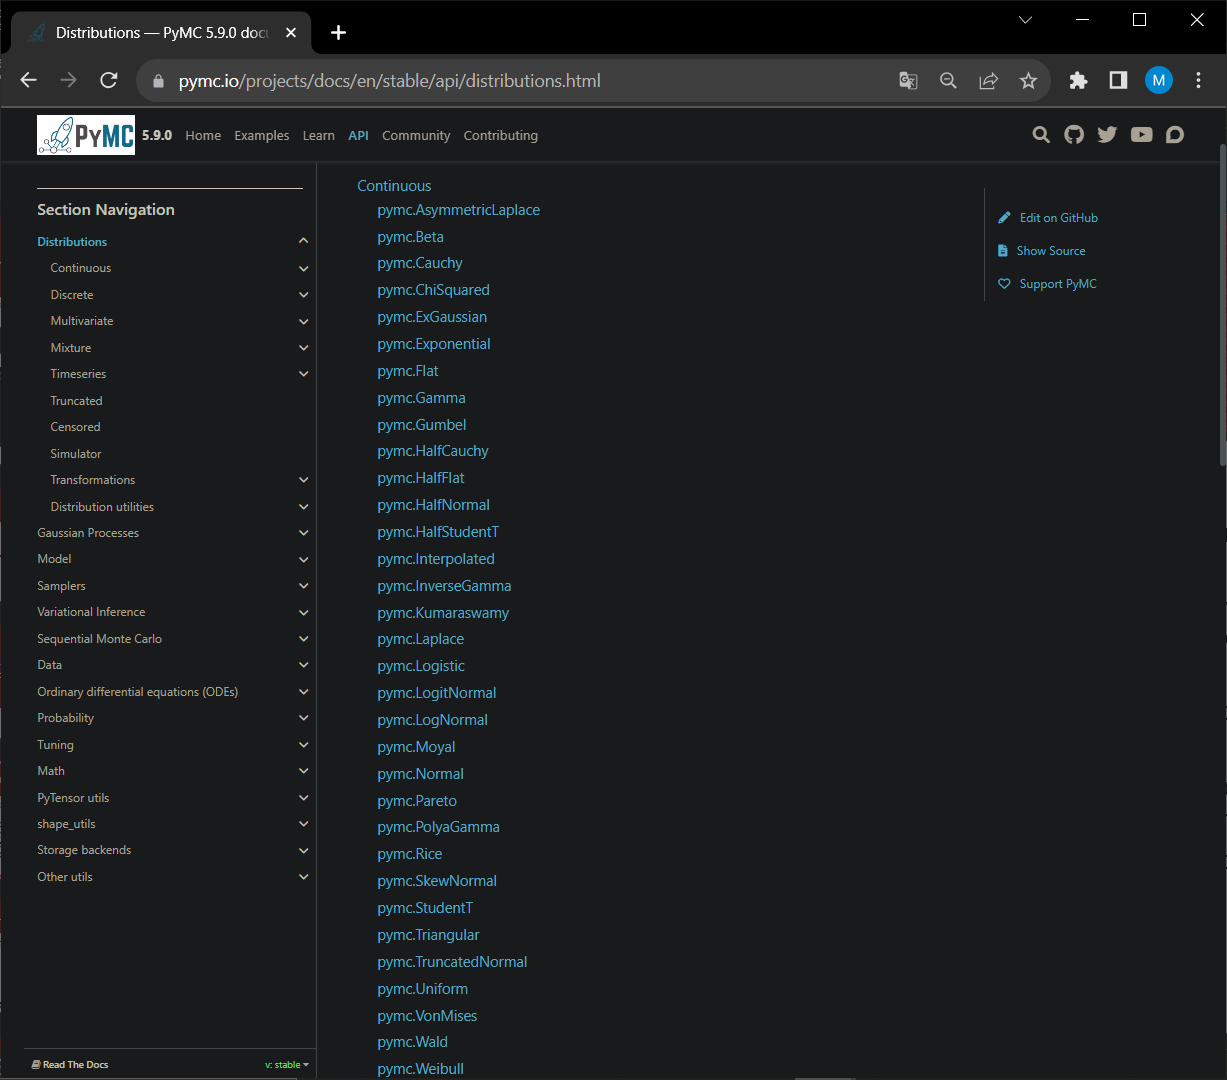 Distributions — PyMC 5.9.0 docu
pymc.io/projects/docs/en/stable/api/distributions.html
M
PyMC 5.9.0 Home Examples Learn API Community Contributing
Section Navigation
Distributions
Continuous
Discrete
Multivariate
Mixture
Timeseries
Truncated
Censored
Simulator
Transformations
Distribution utilities
Gaussian Processes
Model
Samplers
Variational Inference
Sequential Monte Carlo
Data
Ordinary differential equations (ODEs)
Probability
Tuning
Math
PyTensor utils
shape_utils
Storage backends
Other utils
Read The Docs v: stable
Continuous
pymc.AsymmetricLaplace
pymc.Beta
pymc.Cauchy
pymc.ChiSquared
pymc.ExGaussian
pymc.Exponential
pymc.Flat
pymc.Gamma
pymc.Gumbel
pymc.HalfCauchy
pymc.HalfFlat
pymc.HalfNormal
pymc.HalfStudentT
pymc.Interpolated
pymc.InverseGamma
pymc.Kumaraswamy
pymc.Laplace
pymc.Logistic
pymc.LogitNormal
pymc.LogNormal
pymc.Moyal
pymc.Normal
pymc.Pareto
pymc.PolyaGamma
pymc.Rice
pymc.SkewNormal
pymc.StudentT
pymc.Triangular
pymc.TruncatedNormal
pymc.Uniform
pymc.VonMises
pymc.Wald
pymc.Weibull
Edit on GitHub
Show Source
Support PyMC